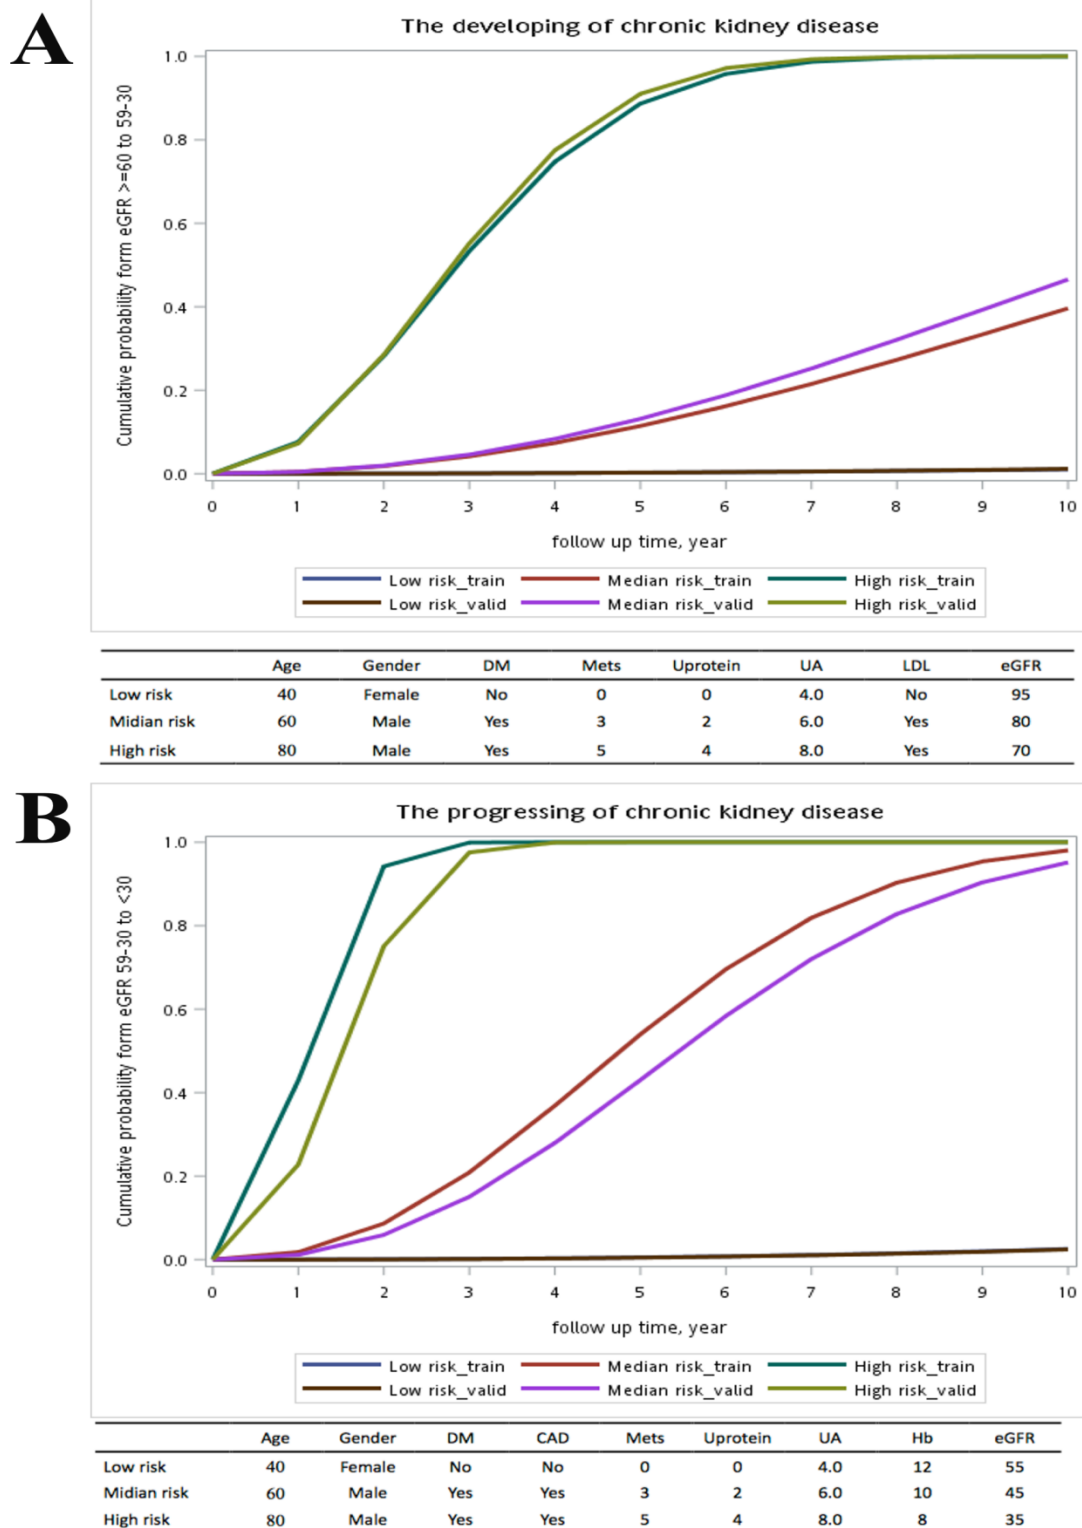 A
The developing of chronic kidney disease
Cumulative probability form eGFR >=60 to 59-30
1.0
0.8
0.6
0.4
0.2
0.0
0 1 2 3 4 5 6 7 8 9 10
follow up time, year
Low risk_train Median risk_train High risk_train
Low risk_valid Median risk_valid High risk_valid
Age Gender DM Mets Uprotein UA LDL eGFR
Low risk 40 Female No 0 0 4.0 No 95
Midian risk 60 Male Yes 3 2 6.0 Yes 80
High risk 80 Male Yes 5 4 8.0 Yes 70
B
The progressing of chronic kidney disease
Cumulative probability form eGFR 59-30 to <30
1.0
0.8
0.6
0.4
0.2
0.0
0 1 2 3 4 5 6 7 8 9 10
follow up time, year
Low risk_train Median risk_train High risk_train
Low risk_valid Median risk_valid High risk_valid
Age Gender DM CAD Mets Uprotein UA Hb eGFR
Low risk 40 Female No No 0 0 4.0 12 55
Midian risk 60 Male Yes Yes 3 2 6.0 10 45
High risk 80 Male Yes Yes 5 4 8.0 8 35